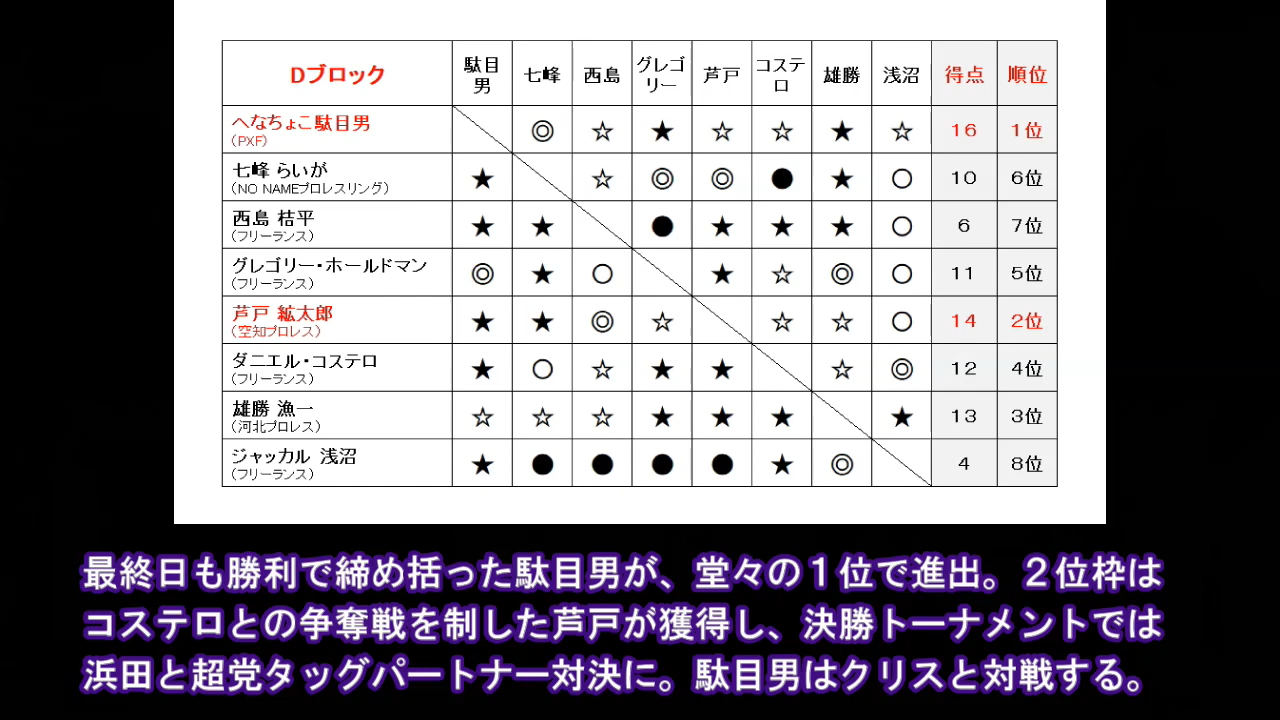 Dブロック 駄目男 七峰 西島 グレゴリー 芦戸 コステロ 雄勝 浅沼 得点 順位
へなちょこ駄目男 ◎ ☆ ★ ☆ ☆ ★ ☆ 16 1位
(PXF)
七峰 らいが ★ ☆ ◎ ◎ ● ★ ○ 10 6位
(NO NAMEプロレスリング)
西島 桔平 ★ ★ ● ★ ★ ★ ○ 6 7位
(フリーランス)
グレゴリー・ホールドマン ◎ ★ ○ ★ ☆ ◎ ○ 11 5位
(フリーランス)
芦戸 紘太郎 ★ ★ ◎ ☆ ☆ ☆ ○ 14 2位
(空知プロレス)
ダニエル・コステロ ★ ○ ☆ ★ ★ ☆ ◎ 12 4位
(フリーランス)
雄勝 漁一 ☆ ☆ ☆ ★ ★ ★ ★ 13 3位
(河北プロレス)
ジャッカル 浅沼 ★ ● ● ● ● ★ ◎ 4 8位
(フリーランス)
最終日も勝利で締め括った駄目男が、堂々の１位で進出。２位枠は
コステロとの争奪戦を制した芦戸が獲得し、決勝トーナメントでは
浜田と超党タッグパートナー対決に。駄目男はクリスと対戦する。